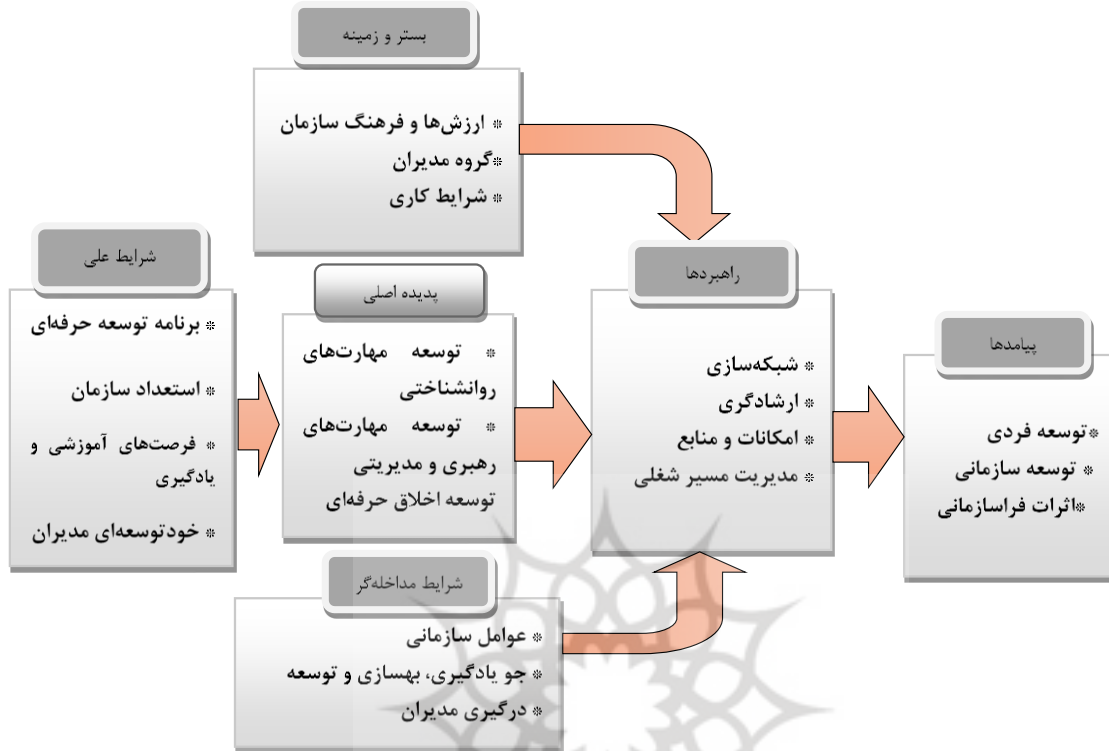 بستر و زمینه
* ارزش‌ها و فرهنگ سازمان
*گروه مدیران
* شرایط کاری
شرایط علی
* برنامه توسعه حرفه‌ای
* استعداد سازمان
* فرصت‌های آموزشی و
یادگیری
* خودتوسعه‌ای مدیران
پدیده اصلی
* توسعه مهارت‌های
روانشناختی
* توسعه مهارت‌های
رهبری و مدیریتی
توسعه اخلاق حرفه‌ای
راهبردها
* شبکه‌سازی
* ارشادگری
* امکانات و منابع
* مدیریت مسیر شغلی
پیامدها
*توسعه فردی
* توسعه سازمانی
*اثرات فراسازمانی
شرایط مداخله‌گر
* عوامل سازمانی
* جو یادگیری، بهسازی و توسعه
* درگیری مدیران